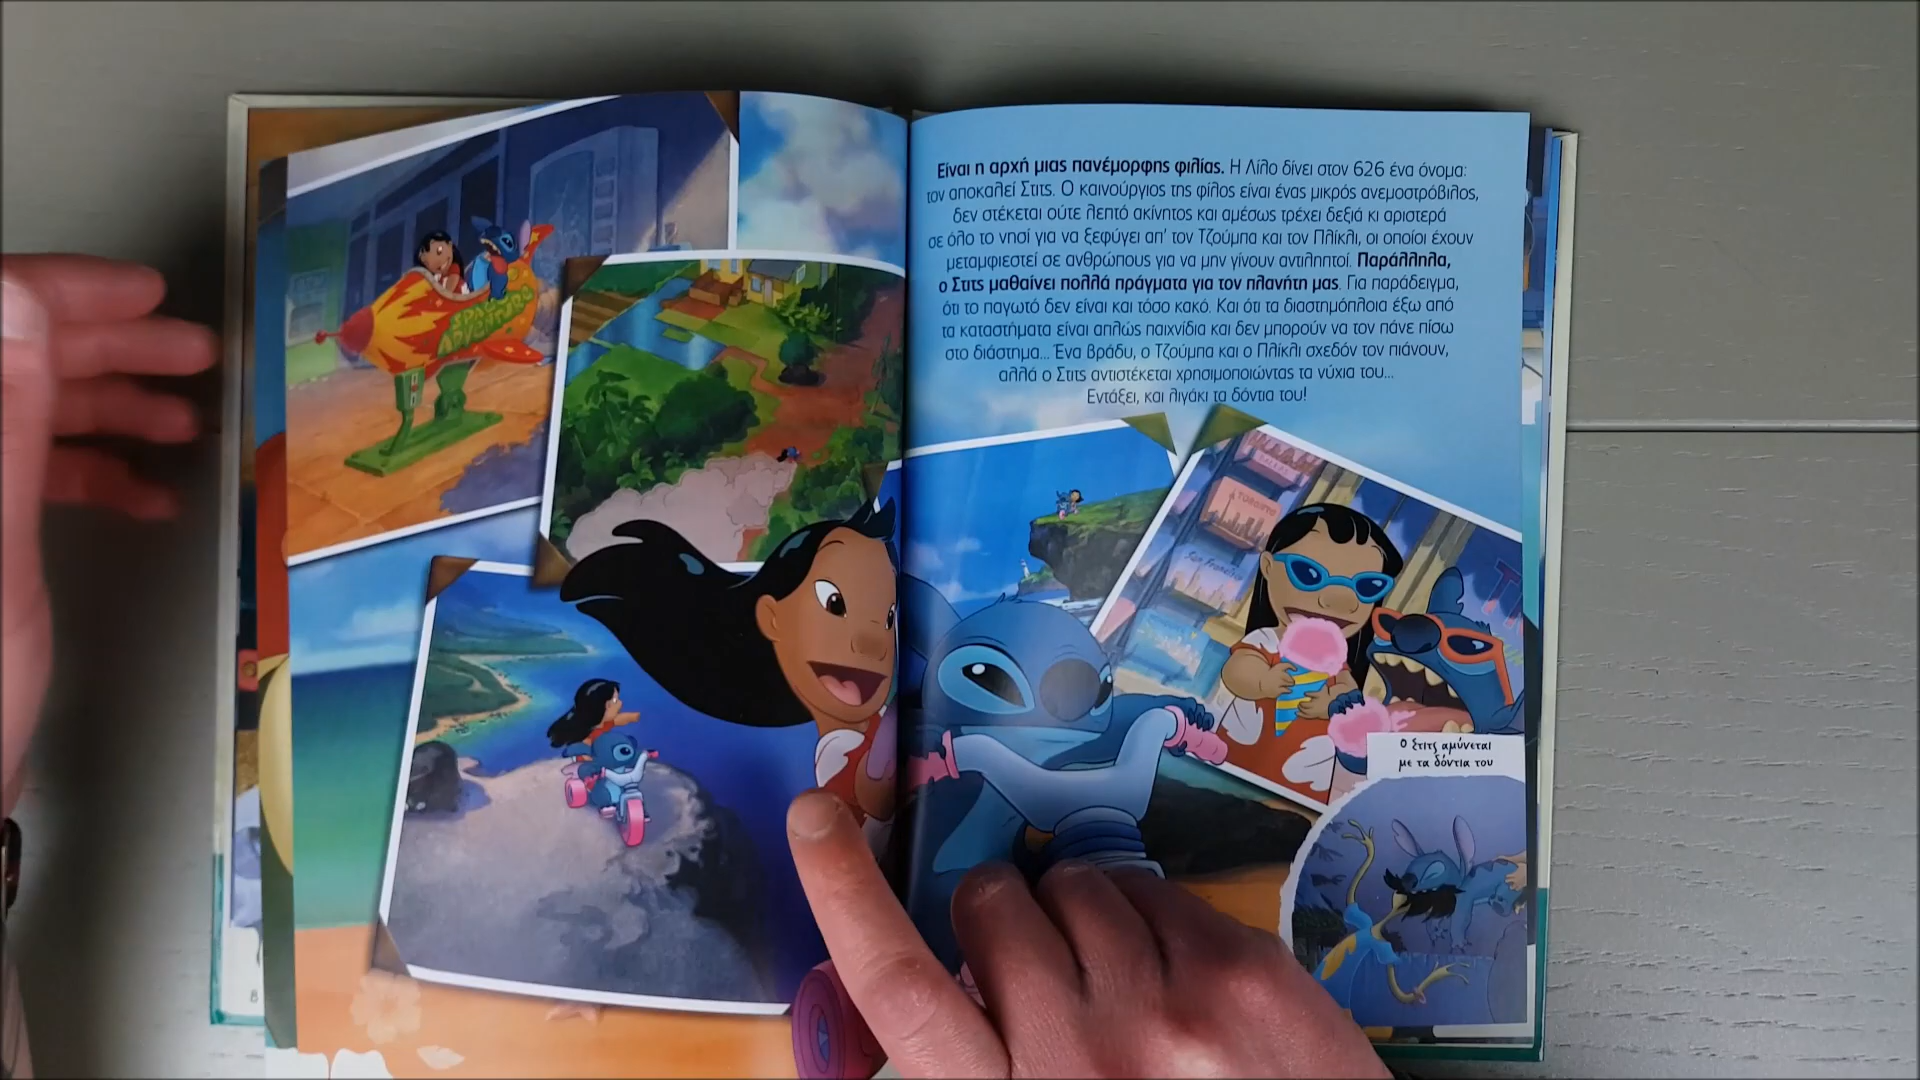 SPACE
ADVENTURE
8
Είναι η αρχή μιας πανέμορφης φιλίας. Η Λίλο δίνει στον 626 ένα όνομα:
τον αποκαλεί Στιτς. Ο καινούργιος της φίλος είναι ένας μικρός ανεμοστρόβιλος,
δεν στέκεται ούτε λεπτό ακίνητος και αμέσως τρέχει δεξιά κι αριστερά
σε όλο το νησί για να ξεφύγει απ' τον Τζούμπα και τον Πλίκλι, οι οποίοι έχουν
μεταμφιεστεί σε ανθρώπους για να μην γίνουν αντιληπτοί. Παράλληλα,
ο Στιτς μαθαίνει πολλά πράγματα για τον πλανήτη μας. Για παράδειγμα,
ότι το παγωτό δεν είναι και τόσο κακό. Και ότι τα διαστημόπλοια έξω από
τα καταστήματα είναι απλώς παιχνίδια και δεν μπορούν να τον πάνε πίσω
στο διάστημα... Ένα βράδυ, ο Τζούμπα και ο Πλίκλι σχεδόν τον πιάνουν,
αλλά ο Στιτς αντιστέκεται χρησιμοποιώντας τα νύχια του...
Εντάξει, και λιγάκι τα δόντια του!
TORONTO
San Francisco
Ο Στιτς αμύνεται
με τα δόντια του